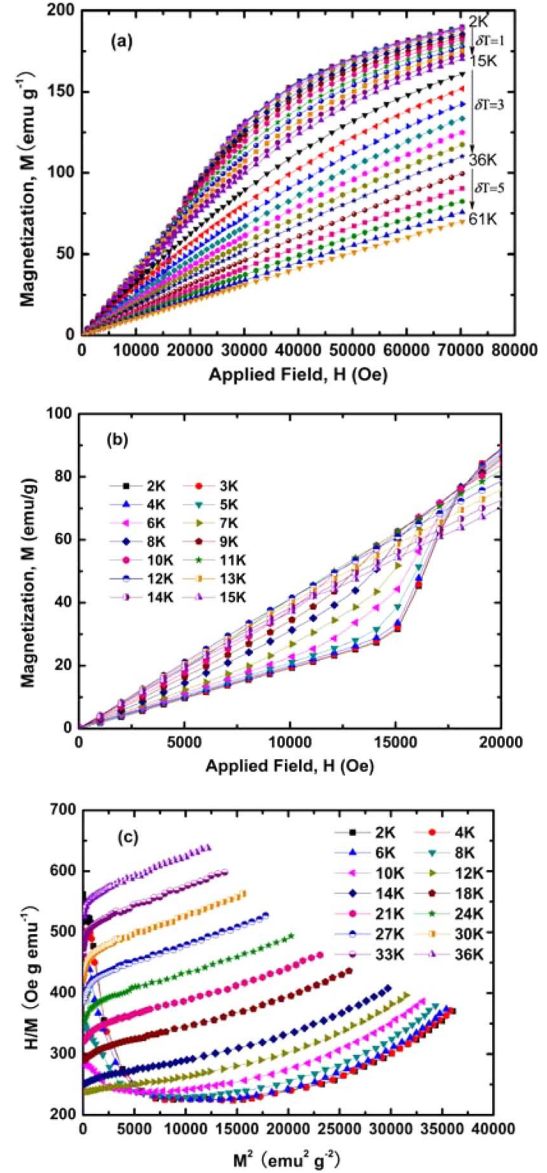 200
150
100
50
0
Magnetization, M (emu g⁻¹)
(a)
2K
δT=1
15K
δT=3
36K
δT=5
61K
0 10000 20000 30000 40000 50000 60000 70000 80000
Applied Field, H (Oe)
100
80
60
40
20
0
Magnetization, M (emu/g)
(b)
2K 3K
4K 5K
6K 7K
8K 9K
10K 11K
12K 13K
14K 15K
0 5000 10000 15000 20000
Applied Field, H (Oe)
700
600
500
400
300
200
H/M (Oe g emu⁻¹)
(c)
2K 4K
6K 8K
10K 12K
14K 18K
21K 24K
27K 30K
33K 36K
0 5000 10000 15000 20000 25000 30000 35000 40000
M² (emu² g⁻²)